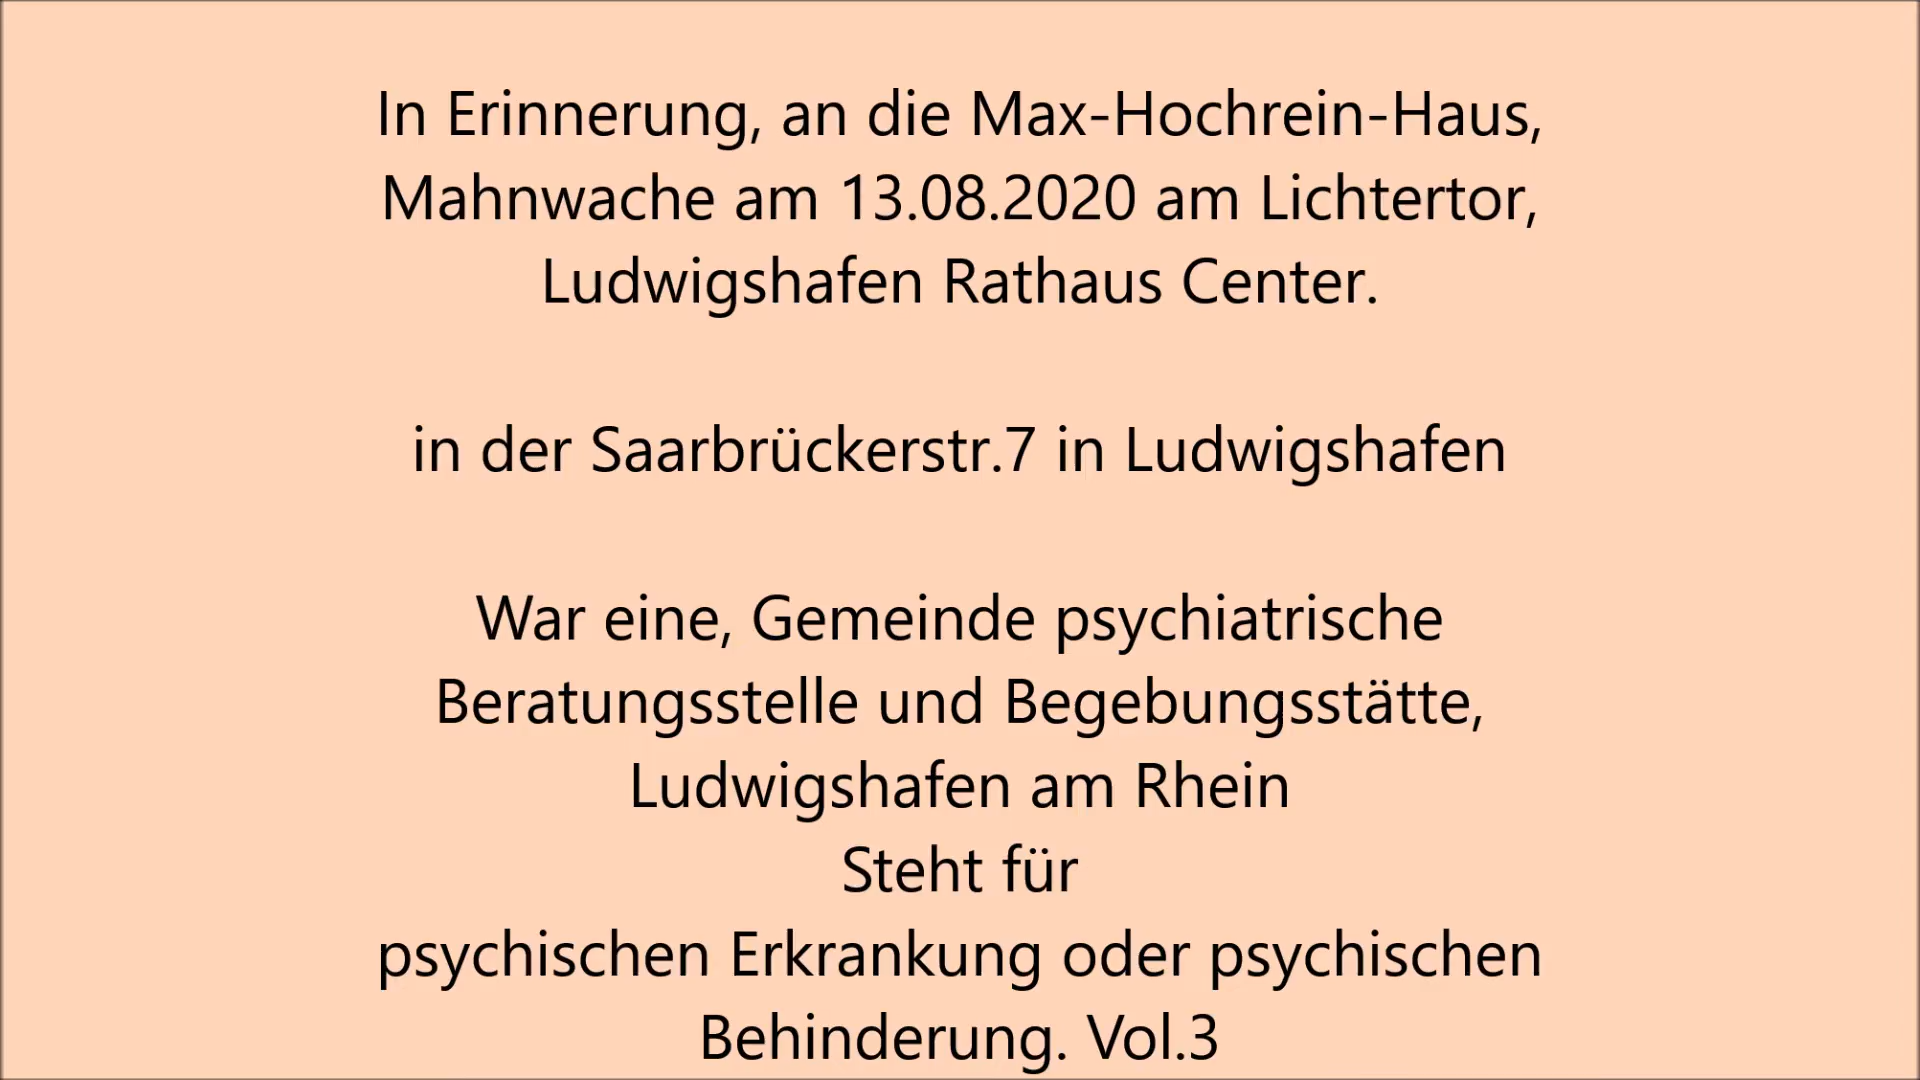 In Erinnerung, an die Max-Hochrein-Haus,
Mahnwache am 13.08.2020 am Lichtertor,
Ludwigshafen Rathaus Center.
in der Saarbrückerstr.7 in Ludwigshafen
War eine, Gemeinde psychiatrische
Beratungsstelle und Begebungsstätte,
Ludwigshafen am Rhein
Steht für
psychischen Erkrankung oder psychischen
Behinderung. Vol.3